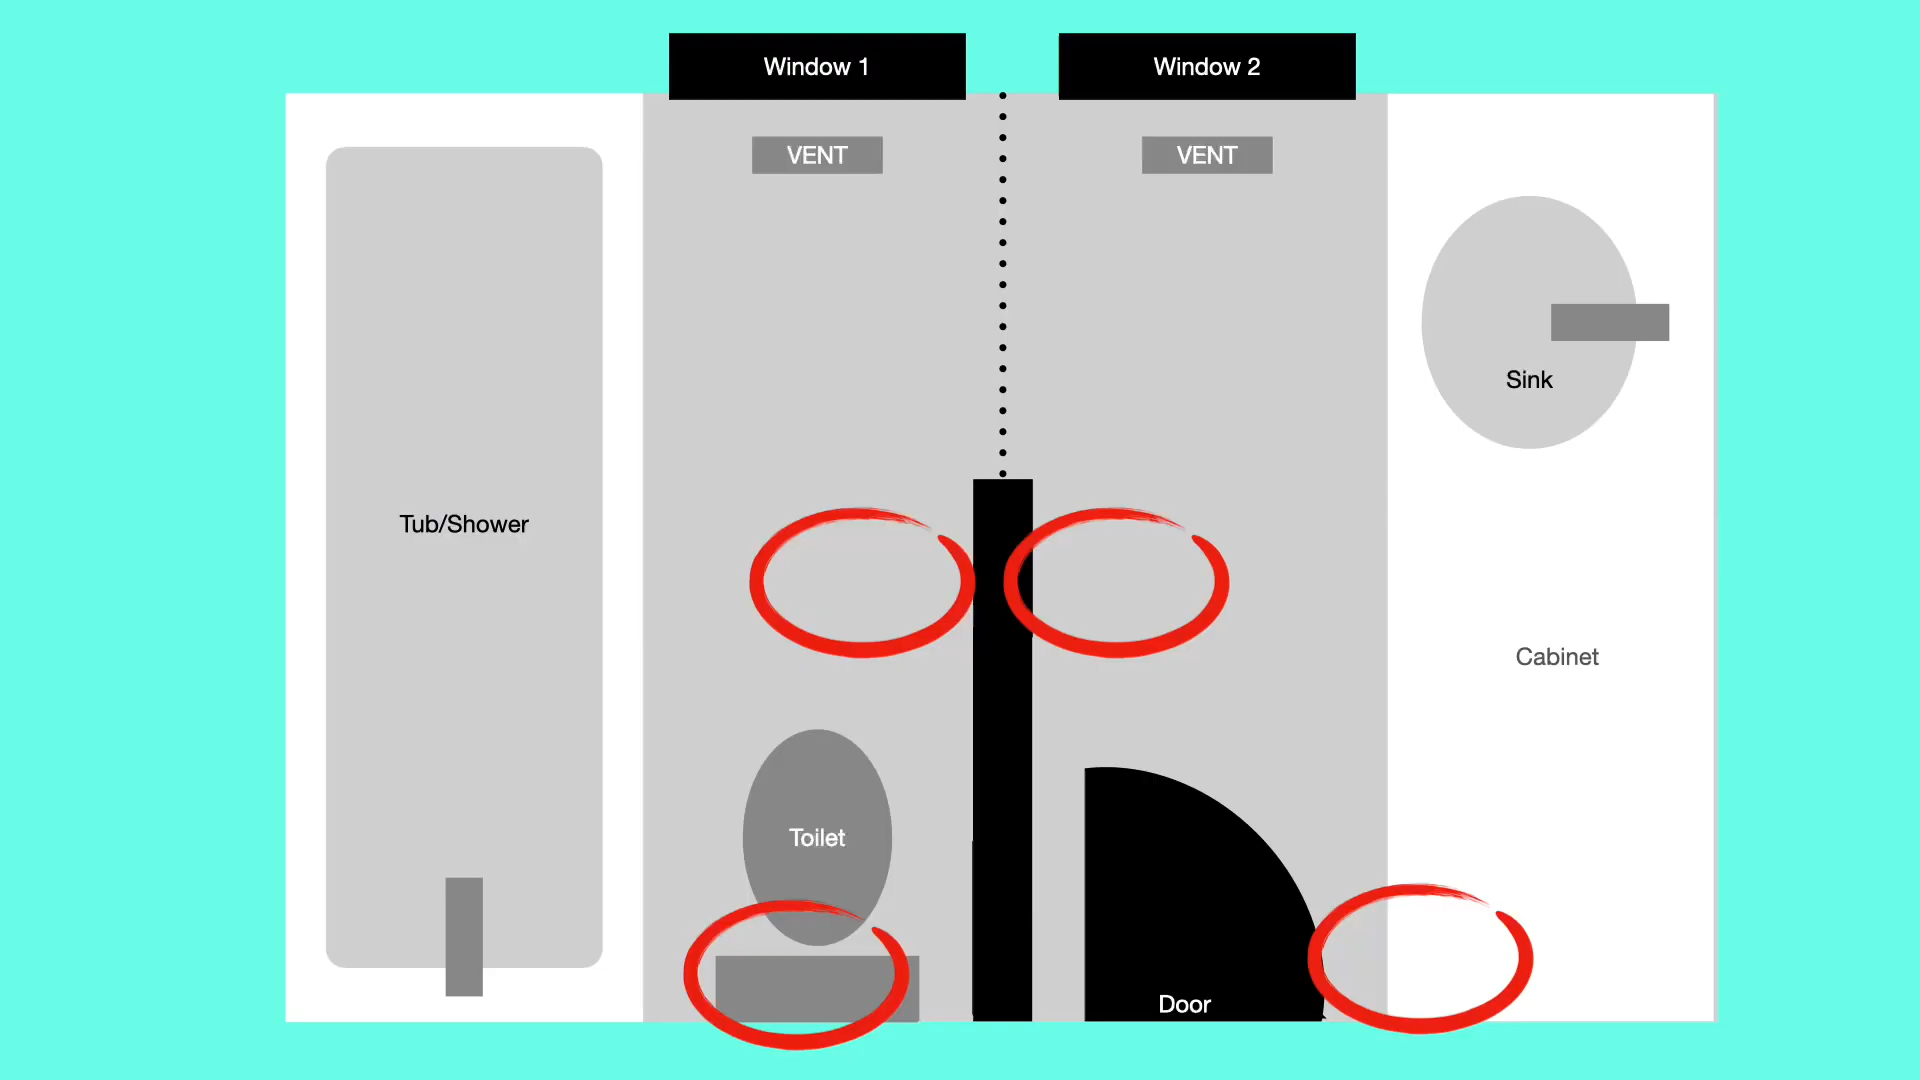 Window 1
Window 2
VENT
VENT
Sink
Tub/Shower
Cabinet
Toilet
Door